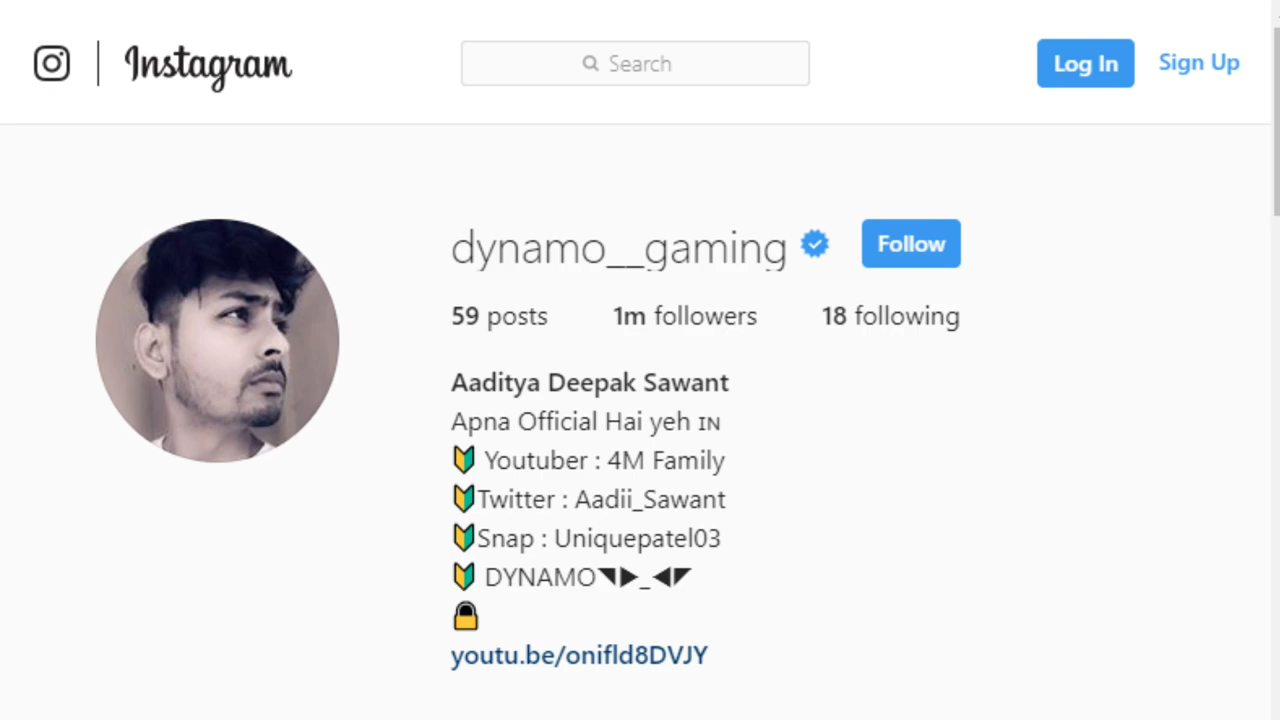 Instagram
Search
Log In
Sign Up
dynamo__gaming
Follow
59 posts
1m followers
18 following
Aaditya Deepak Sawant
Apna Official Hai yeh IN
Youtuber : 4M Family
Twitter : Aadii_Sawant
Snap : Uniquepatel03
DYNAMO◥▶_◀◤
youtu.be/onifld8DVJY